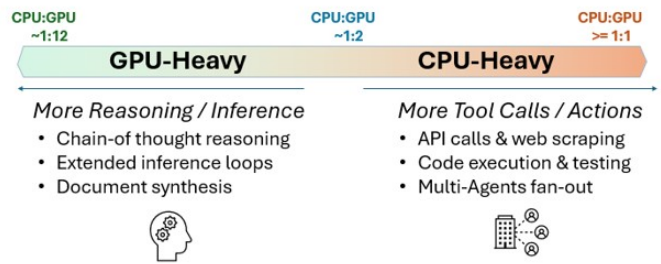 CPU:GPU
~1:12
CPU:GPU
~1:2
CPU:GPU
>= 1:1
GPU-Heavy
CPU-Heavy
More Reasoning / Inference
• Chain-of thought reasoning
• Extended inference loops
• Document synthesis
More Tool Calls / Actions
• API calls & web scraping
• Code execution & testing
• Multi-Agents fan-out